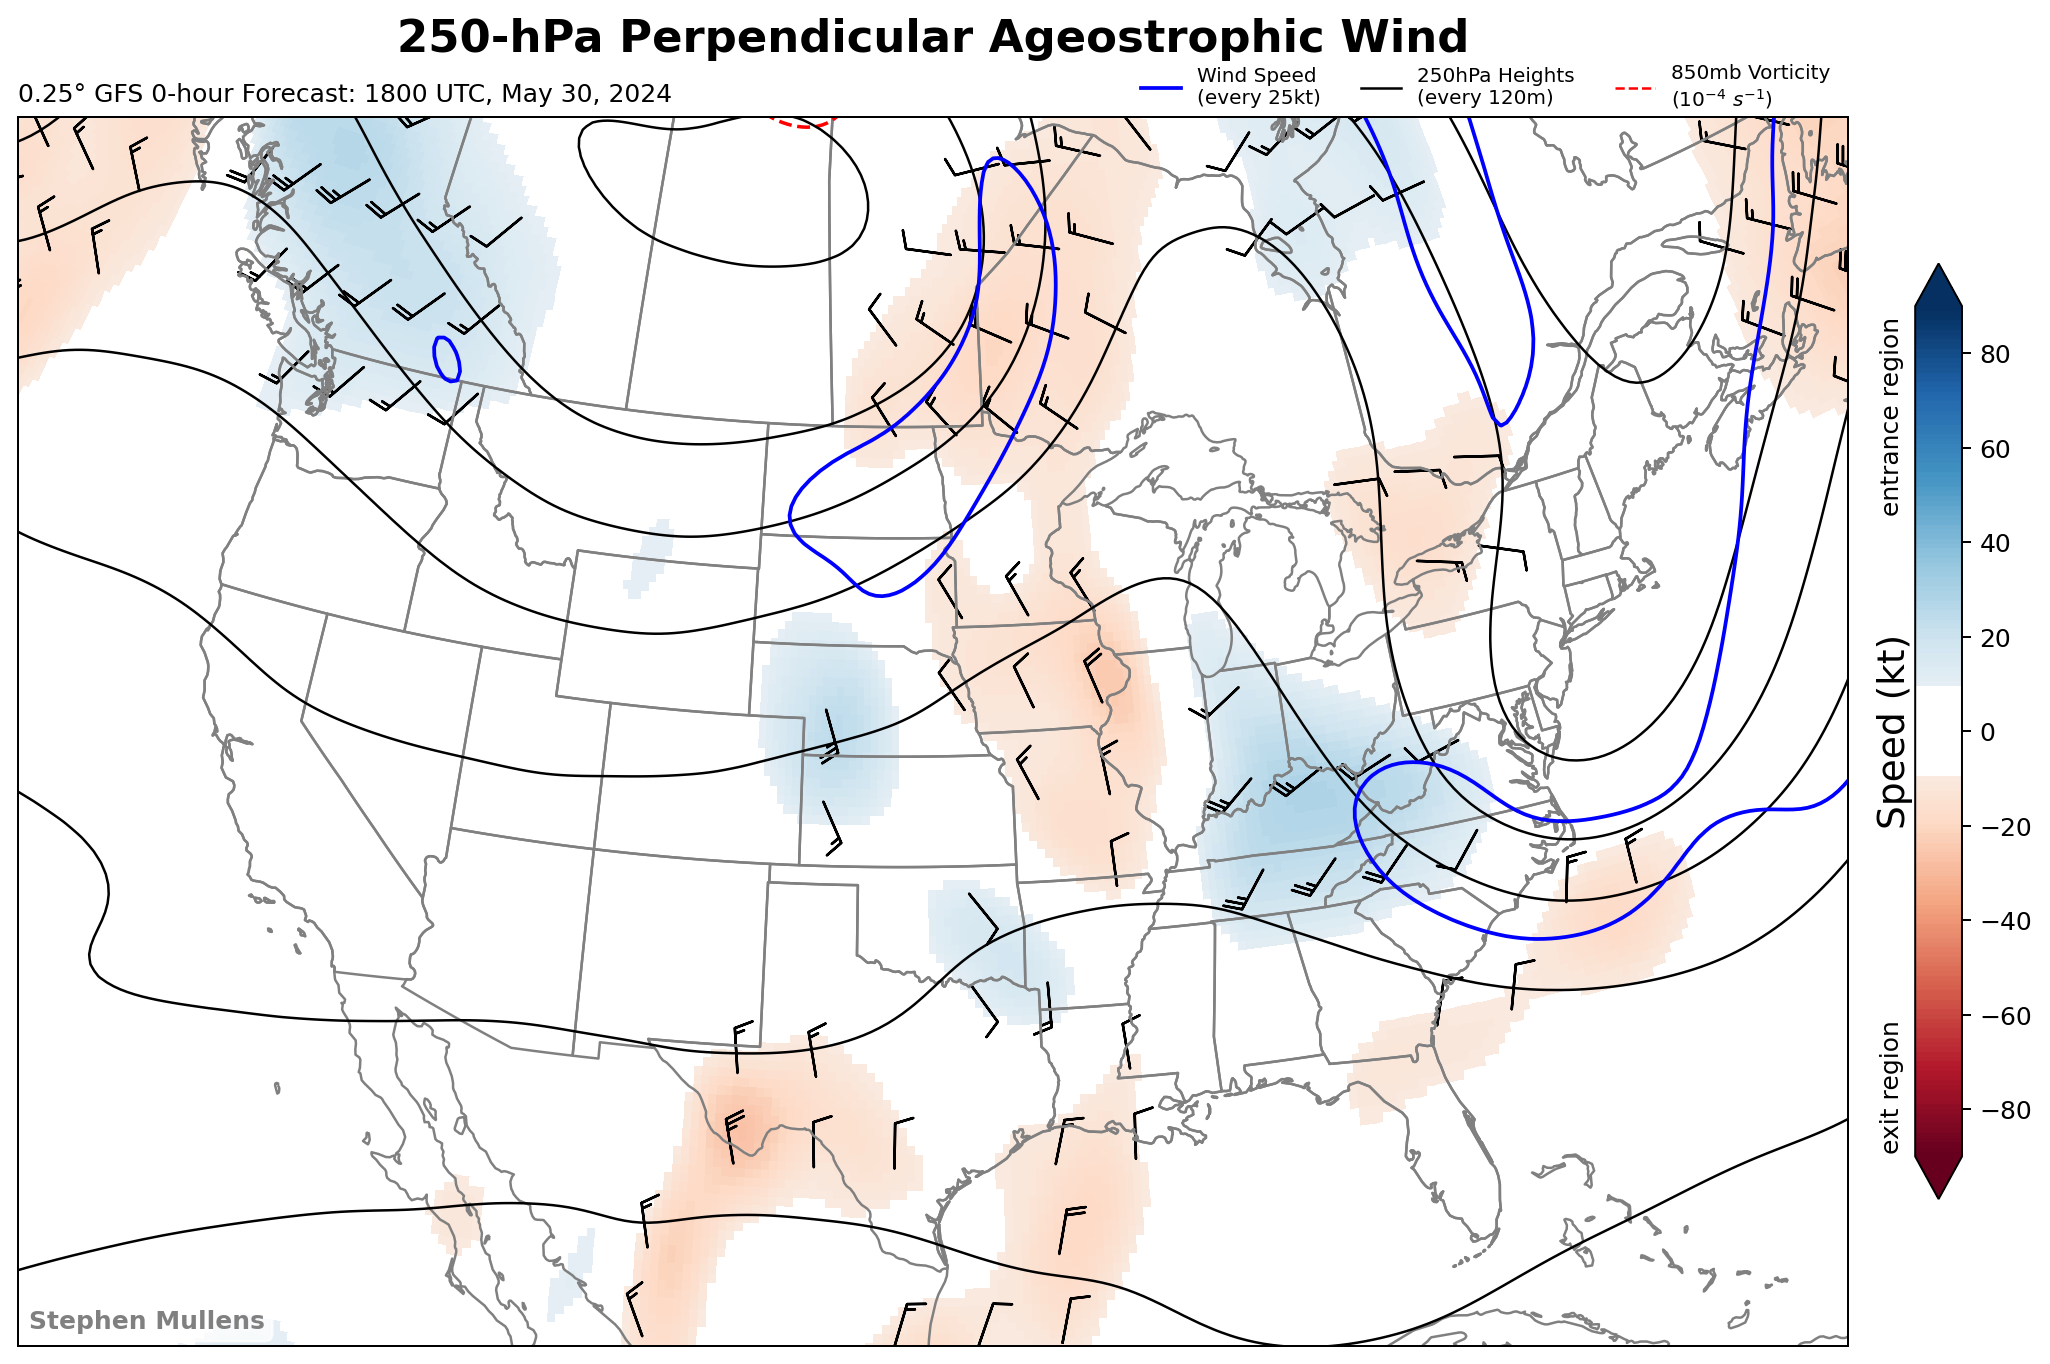 250-hPa Perpendicular Ageostrophic Wind
0.25° GFS 0-hour Forecast: 1800 UTC, May 30, 2024
Wind Speed
(every 25kt)
250hPa Heights
(every 120m)
850mb Vorticity
(10⁻⁴ s⁻¹)
entrance region
Speed (kt)
exit region
80
60
40
20
0
−20
−40
−60
−80
Stephen Mullens